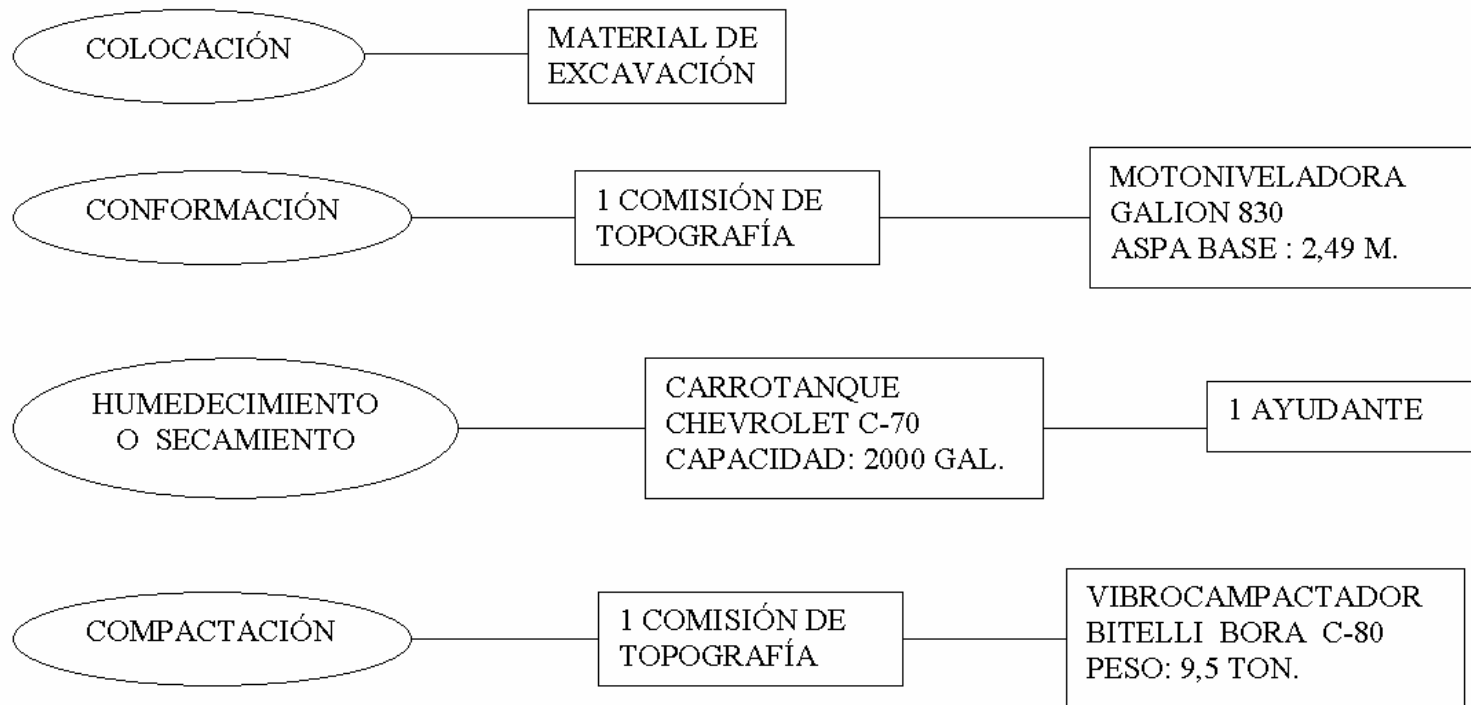 COLOCACIÓN
MATERIAL DE
EXCAVACIÓN
CONFORMACIÓN
1 COMISIÓN DE
TOPOGRAFÍA
MOTONIVELADORA
GALION 830
ASPA BASE : 2,49 M.
HUMEDECIMIENTO
O SECAMIENTO
CARROTANQUE
CHEVROLET C-70
CAPACIDAD: 2000 GAL.
1 AYUDANTE
COMPACTACIÓN
1 COMISIÓN DE
TOPOGRAFÍA
VIBROCAMPACTADOR
BITELLI BORA C-80
PESO: 9,5 TON.